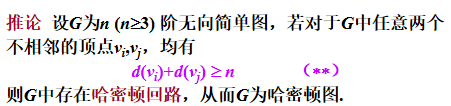 推论 设G为n (n≥3) 阶无向简单图，若对于G中任意两个
不相邻的顶点vi,vj，均有
d(vi)+d(vj) ≥ n （**）
则G中存在哈密顿回路，从而G为哈密顿图.